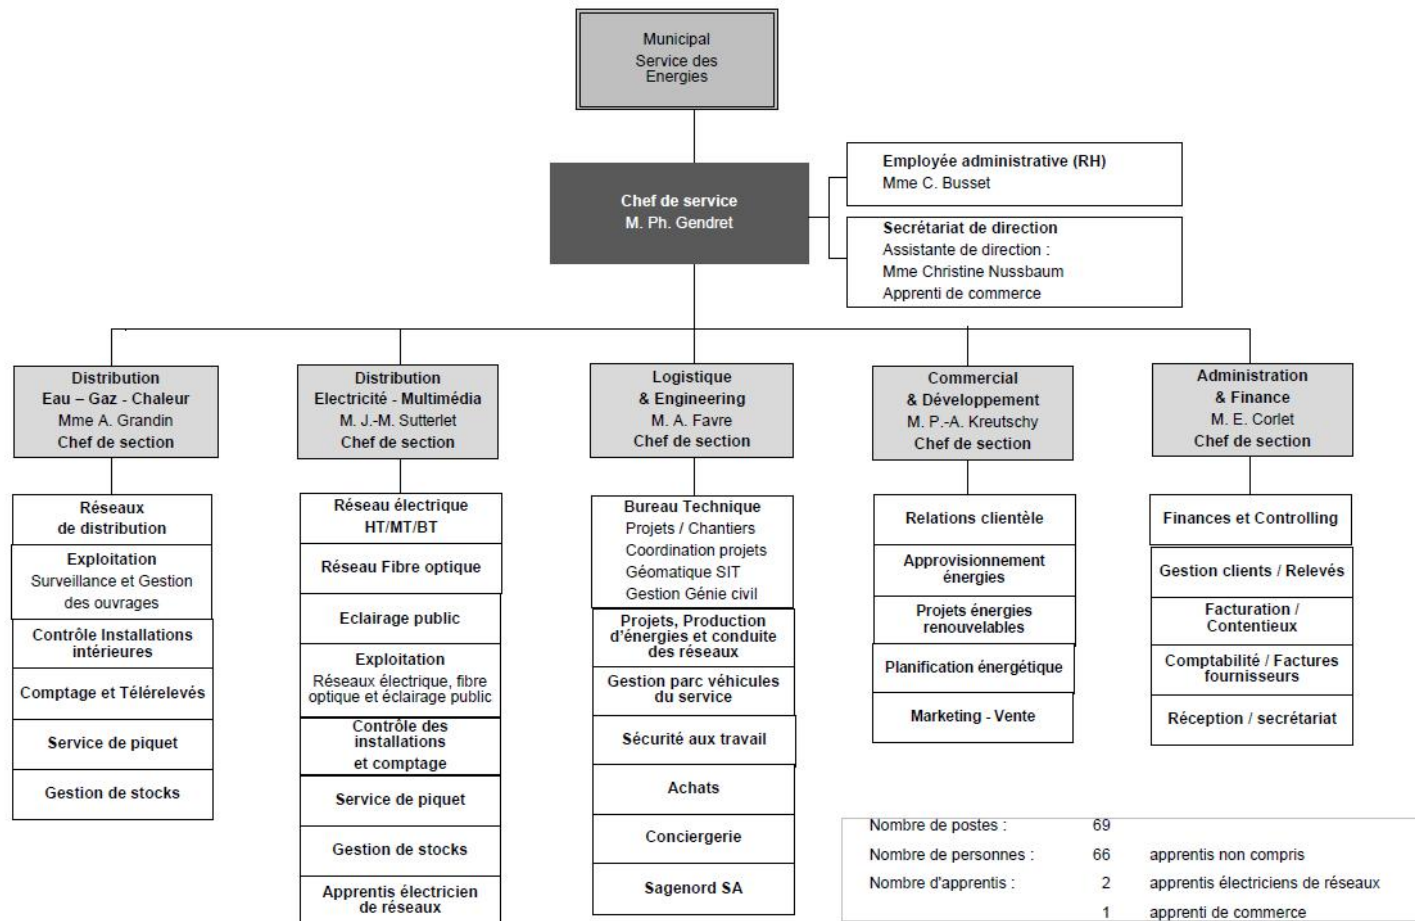 Municipal
Service des
Energies
Chef de service
M. Ph. Gendret
Employée administrative (RH)
Mme C. Busset
Secrétariat de direction
Assistante de direction :
Mme Christine Nussbaum
Apprenti de commerce
Distribution
Eau – Gaz - Chaleur
Mme A. Grandin
Chef de section
Réseaux
de distribution
Exploitation
Surveillance et Gestion
des ouvrages
Contrôle Installations
intérieures
Comptage et Télérelevés
Service de piquet
Gestion de stocks
Distribution
Electricité - Multimédia
M. J.-M. Sutterlet
Chef de section
Réseau électrique
HT/MT/BT
Réseau Fibre optique
Eclairage public
Exploitation
Réseaux électrique, fibre
optique et éclairage public
Contrôle des
installations
et comptage
Service de piquet
Gestion de stocks
Apprentis électricien
de réseaux
Logistique
& Engineering
M. A. Favre
Chef de section
Bureau Technique
Projets / Chantiers
Coordination projets
Géomatique SIT
Gestion Génie civil
Projets, Production
d'énergies et conduite
des réseaux
Gestion parc véhicules
du service
Sécurité aux travail
Achats
Conciergerie
Sagenord SA
Commercial
& Développement
M. P.-A. Kreutschy
Chef de section
Relations clientèle
Approvisionnement
énergies
Projets énergies
renouvelables
Planification énergétique
Marketing - Vente
Administration
& Finance
M. E. Corlet
Chef de section
Finances et Controlling
Gestion clients / Relevés
Facturation /
Contentieux
Comptabilité / Factures
fournisseurs
Réception / secrétariat
Nombre de postes : 69
Nombre de personnes : 66 apprentis non compris
Nombre d'apprentis : 2 apprentis électriciens de réseaux
1 apprenti de commerce